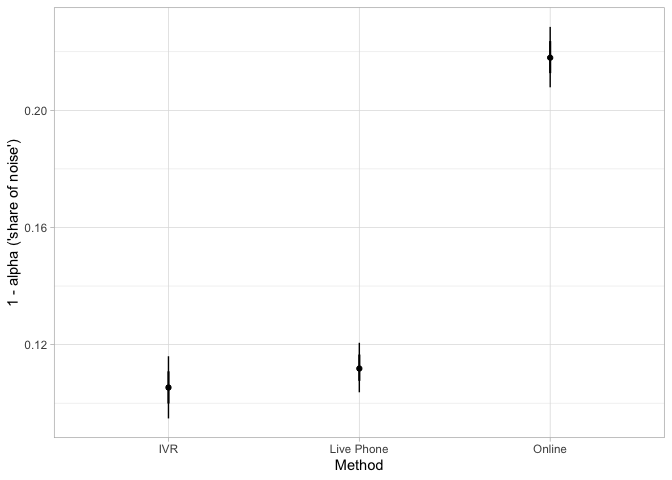 1 - alpha ('share of noise')
0.20
0.16
0.12
IVR Live Phone Online
Method